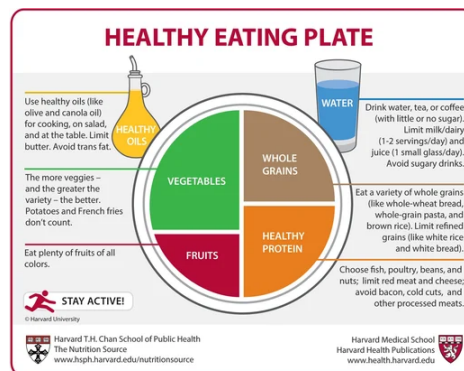 HEALTHY EATING PLATE
Use healthy oils (like
olive and canola oil)
for cooking, on salad,
and at the table. Limit
butter. Avoid trans fat.
HEALTHY
OILS
The more veggies –
and the greater the
variety – the better.
Potatoes and French fries
don't count.
Eat plenty of fruits of all
colors.
VEGETABLES
FRUITS
WHOLE
GRAINS
HEALTHY
PROTEIN
WATER
Drink water, tea, or coffee
(with little or no sugar).
Limit milk/dairy
(1-2 servings/day) and
juice (1 small glass/day).
Avoid sugary drinks.
Eat a variety of whole grains
(like whole-wheat bread,
whole-grain pasta, and
brown rice). Limit refined
grains (like white rice
and white bread).
Choose fish, poultry, beans, and
nuts; limit red meat and cheese;
avoid bacon, cold cuts, and
other processed meats.
STAY ACTIVE!
© Harvard University
Harvard T.H. Chan School of Public Health
The Nutrition Source
www.hsph.harvard.edu/nutritionsource
Harvard Medical School
Harvard Health Publications
www.health.harvard.edu